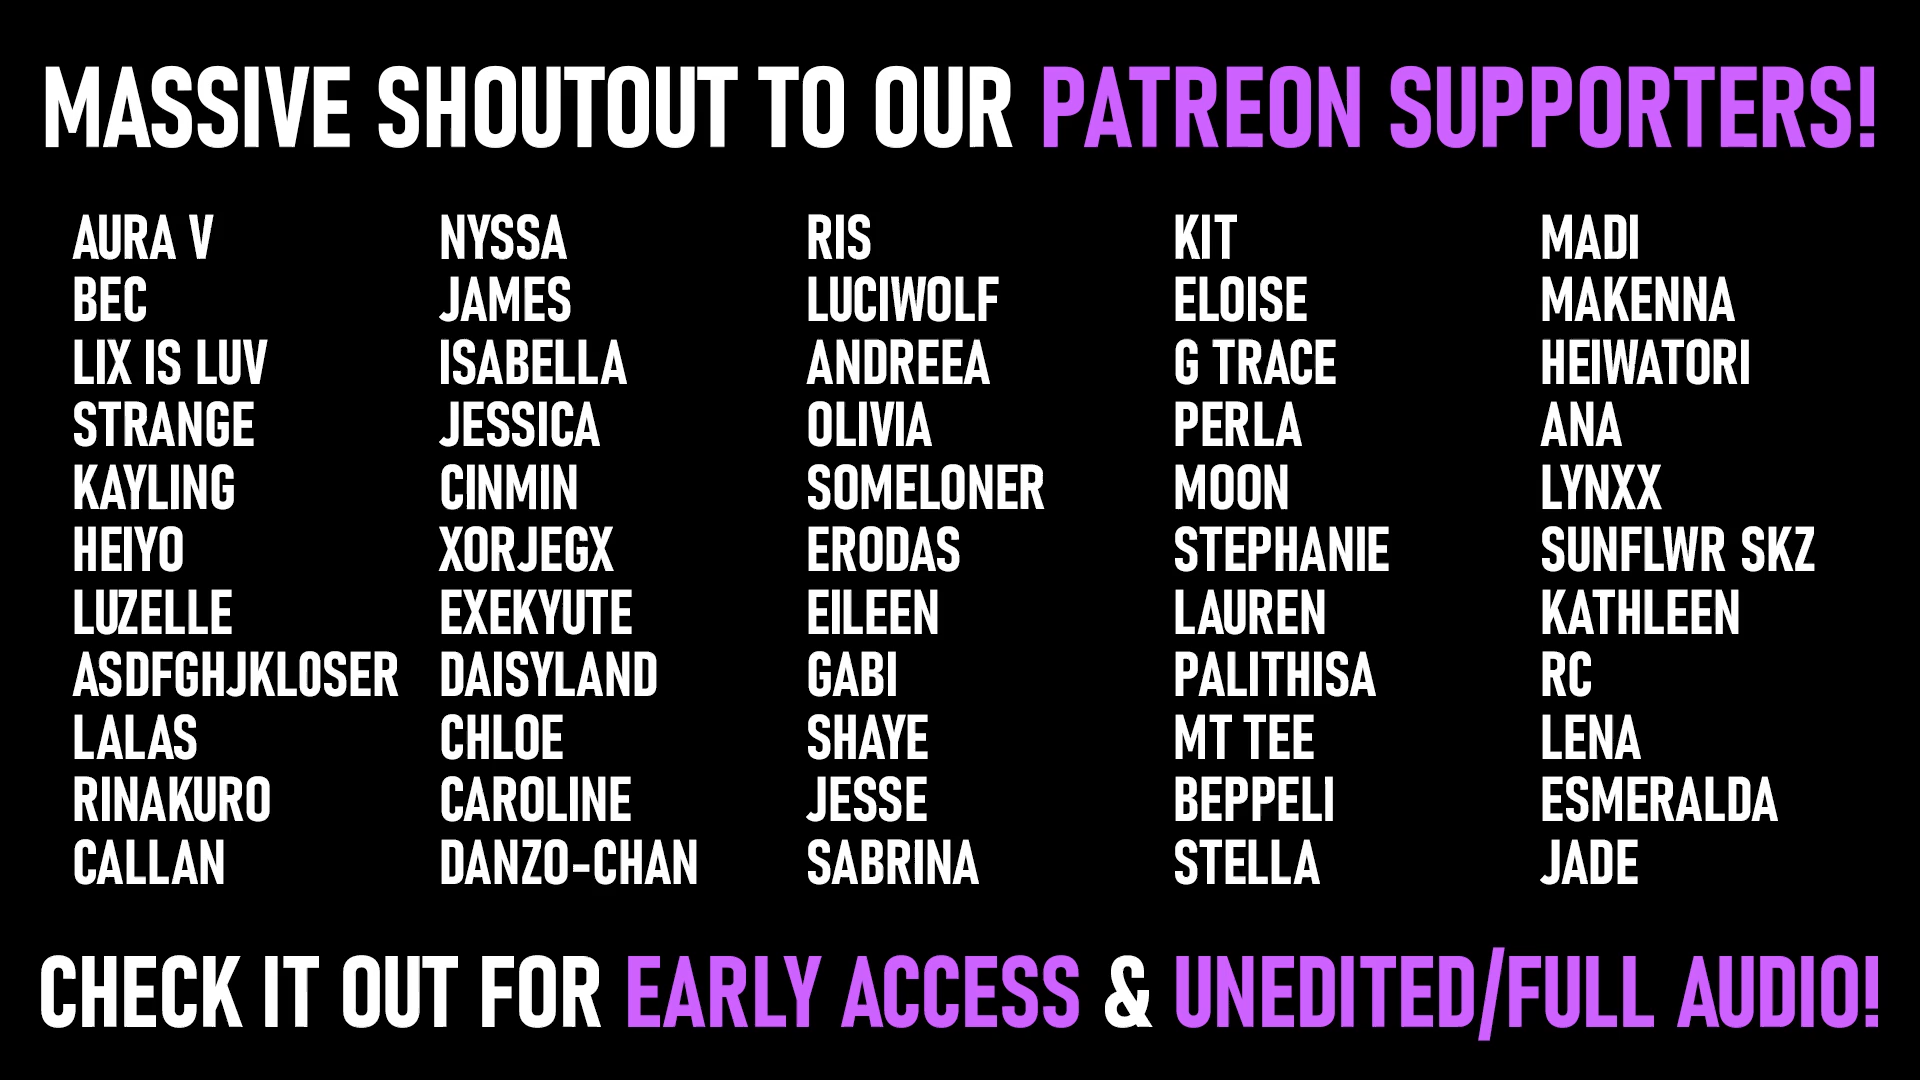 MASSIVE SHOUTOUT TO OUR PATREON SUPPORTERS!
AURA V
BEC
LIX IS LUV
STRANGE
KAYLING
HEIYO
LUZELLE
ASDFGHJKLOSER
LALAS
RINAKURO
CALLAN
NYSSA
JAMES
ISABELLA
JESSICA
CINMIN
XORJEGX
EXEKYUTE
DAISYLAND
CHLOE
CAROLINE
DANZO-CHAN
RIS
LUCIWOLF
ANDREEA
OLIVIA
SOMELONER
ERODAS
EILEEN
GABI
SHAYE
JESSE
SABRINA
KIT
ELOISE
G TRACE
PERLA
MOON
STEPHANIE
LAUREN
PALITHISA
MT TEE
BEPPELI
STELLA
MADI
MAKENNA
HEIWATORI
ANA
LYNXX
SUNFLWR SKZ
KATHLEEN
RC
LENA
ESMERALDA
JADE
CHECK IT OUT FOR EARLY ACCESS & UNEDITED/FULL AUDIO!